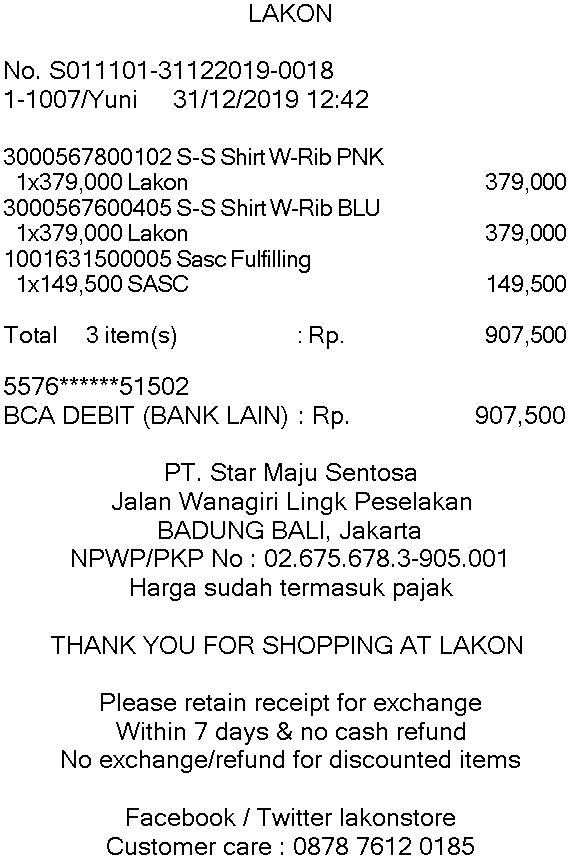 LAKON
No. S011101-31122019-0018
1-1007/Yuni 31/12/2019 12:42
3000567800102 S-S Shirt W-Rib PNK
1x379,000 Lakon 379,000
3000567600405 S-S Shirt W-Rib BLU
1x379,000 Lakon 379,000
1001631500005 Sasc Fulfilling
1x149,500 SASC 149,500
Total 3 item(s) : Rp. 907,500
5576******51502
BCA DEBIT (BANK LAIN) : Rp. 907,500
PT. Star Maju Sentosa
Jalan Wanagiri Lingk Peselakan
BADUNG BALI, Jakarta
NPWP/PKP No : 02.675.678.3-905.001
Harga sudah termasuk pajak
THANK YOU FOR SHOPPING AT LAKON
Please retain receipt for exchange
Within 7 days & no cash refund
No exchange/refund for discounted items
Facebook / Twitter lakonstore
Customer care : 0878 7612 0185